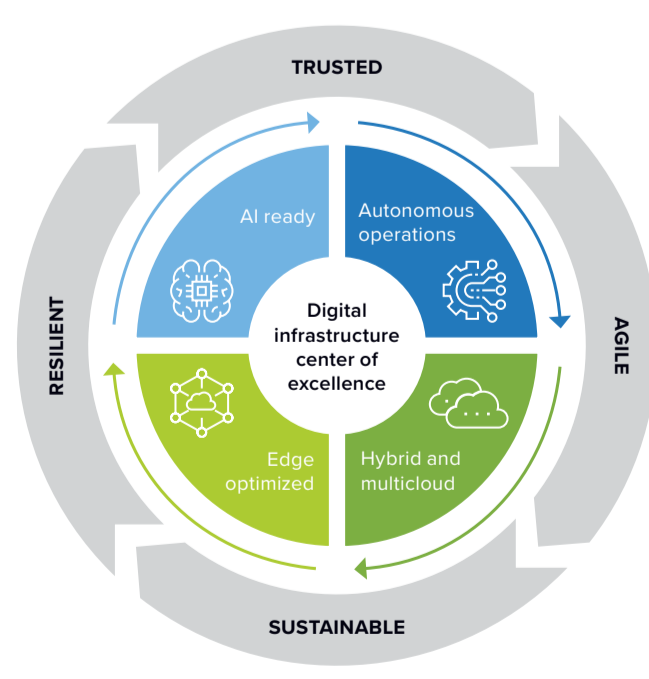 TRUSTED
AI ready
Autonomous
operations
RESILIENT
Digital
infrastructure
center of
excellence
AGILE
Edge
optimized
Hybrid and
multicloud
SUSTAINABLE